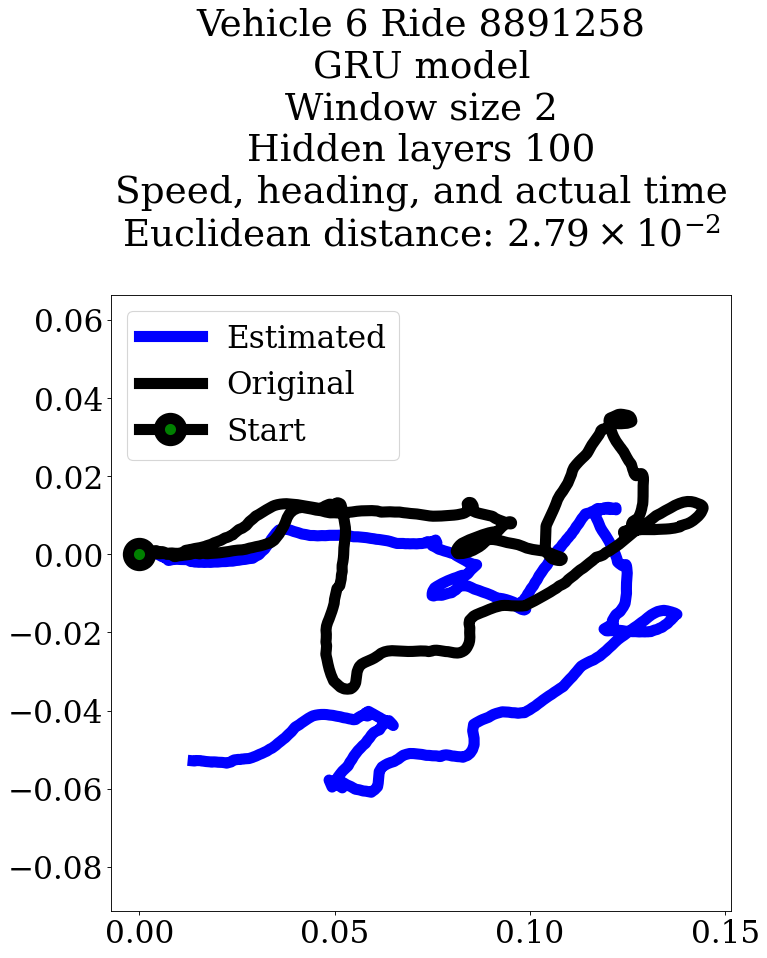 Vehicle 6 Ride 8891258
GRU model
Window size 2
Hidden layers 100
Speed, heading, and actual time
Euclidean distance: 2.79 × 10⁻²
Estimated
Original
Start
0.06
0.04
0.02
0.00
−0.02
−0.04
−0.06
−0.08
0.00 0.05 0.10 0.15